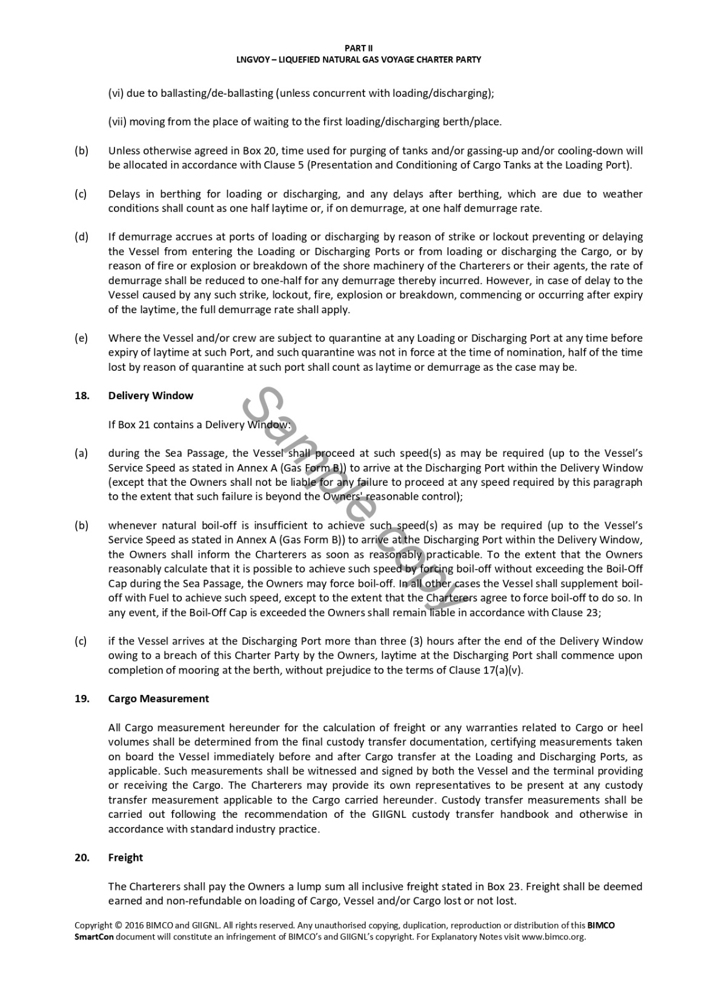 PART II
LNGVOY – LIQUEFIED NATURAL GAS VOYAGE CHARTER PARTY
(vi) due to ballasting/de-ballasting (unless concurrent with loading/discharging);
(vii) moving from the place of waiting to the first loading/discharging berth/place.
(b) Unless otherwise agreed in Box 20, time used for purging of tanks and/or gassing-up and/or cooling-down will
be allocated in accordance with Clause 5 (Presentation and Conditioning of Cargo Tanks at the Loading Port).
(c) Delays in berthing for loading or discharging, and any delays after berthing, which are due to weather
conditions shall count as one half laytime or, if on demurrage, at one half demurrage rate.
(d) If demurrage accrues at ports of loading or discharging by reason of strike or lockout preventing or delaying
the Vessel from entering the Loading or Discharging Ports or from loading or discharging the Cargo, or by
reason of fire or explosion or breakdown of the shore machinery of the Charterers or their agents, the rate of
demurrage shall be reduced to one-half for any demurrage thereby incurred. However, in case of delay to the
Vessel caused by any such strike, lockout, fire, explosion or breakdown, commencing or occurring after expiry
of the laytime, the full demurrage rate shall apply.
(e) Where the Vessel and/or crew are subject to quarantine at any Loading or Discharging Port at any time before
expiry of laytime at such Port, and such quarantine was not in force at the time of nomination, half of the time
lost by reason of quarantine at such port shall count as laytime or demurrage as the case may be.
18. Delivery Window
If Box 21 contains a Delivery Window:
(a) during the Sea Passage, the Vessel shall proceed at such speed(s) as may be required (up to the Vessel’s
Service Speed as stated in Annex A (Gas Form B)) to arrive at the Discharging Port within the Delivery Window
(except that the Owners shall not be liable for any failure to proceed at any speed required by this paragraph
to the extent that such failure is beyond the Owners' reasonable control);
(b) whenever natural boil-off is insufficient to achieve such speed(s) as may be required (up to the Vessel’s
Service Speed as stated in Annex A (Gas Form B)) to arrive at the Discharging Port within the Delivery Window,
the Owners shall inform the Charterers as soon as reasonably practicable. To the extent that the Owners
reasonably calculate that it is possible to achieve such speed by forcing boil-off without exceeding the Boil-Off
Cap during the Sea Passage, the Owners may force boil-off. In all other cases the Vessel shall supplement boil-
off with Fuel to achieve such speed, except to the extent that the Charterers agree to force boil-off to do so. In
any event, if the Boil-Off Cap is exceeded the Owners shall remain liable in accordance with Clause 23;
(c) if the Vessel arrives at the Discharging Port more than three (3) hours after the end of the Delivery Window
owing to a breach of this Charter Party by the Owners, laytime at the Discharging Port shall commence upon
completion of mooring at the berth, without prejudice to the terms of Clause 17(a)(v).
19. Cargo Measurement
All Cargo measurement hereunder for the calculation of freight or any warranties related to Cargo or heel
volumes shall be determined from the final custody transfer documentation, certifying measurements taken
on board the Vessel immediately before and after Cargo transfer at the Loading and Discharging Ports, as
applicable. Such measurements shall be witnessed and signed by both the Vessel and the terminal providing
or receiving the Cargo. The Charterers may provide its own representatives to be present at any custody
transfer measurement applicable to the Cargo carried hereunder. Custody transfer measurements shall be
carried out following the recommendation of the GIIGNL custody transfer handbook and otherwise in
accordance with standard industry practice.
20. Freight
The Charterers shall pay the Owners a lump sum all inclusive freight stated in Box 23. Freight shall be deemed
earned and non-refundable on loading of Cargo, Vessel and/or Cargo lost or not lost.
Copyright © 2016 BIMCO and GIIGNL. All rights reserved. Any unauthorised copying, duplication, reproduction or distribution of this BIMCO
SmartCon document will constitute an infringement of BIMCO’s and GIIGNL’s copyright. For Explanatory Notes visit www.bimco.org.
Sample copy